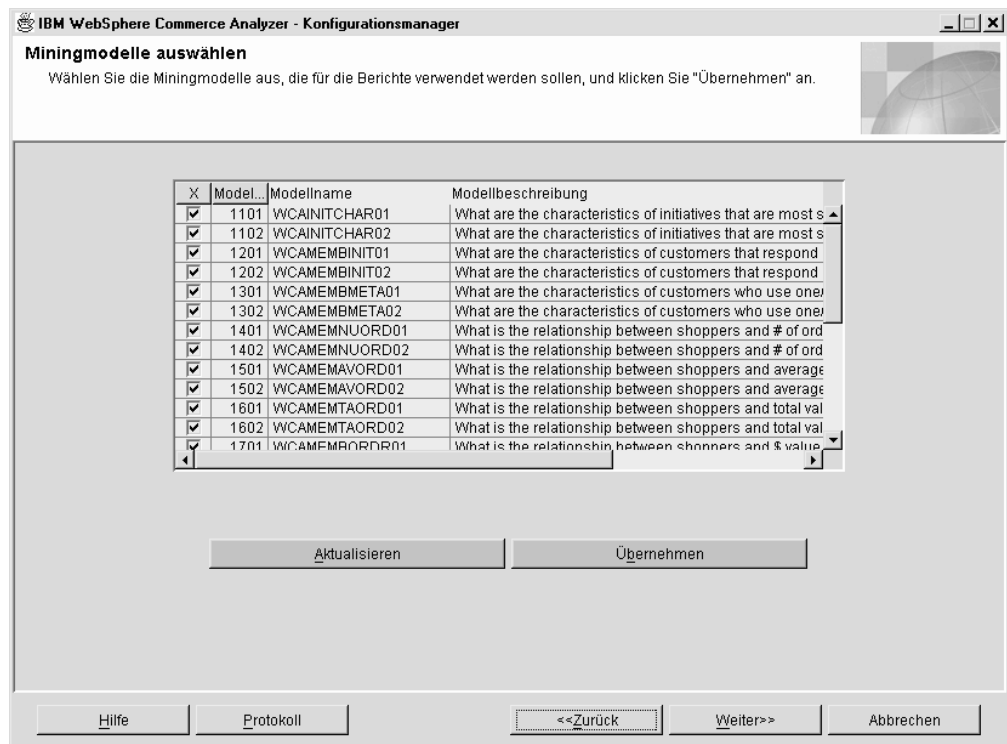 IBM WebSphere Commerce Analyzer - Konfigurationsmanager
Miningmodelle auswählen
Wählen Sie die Miningmodelle aus, die für die Berichte verwendet werden sollen, und klicken Sie "Übernehmen" an.
X Model... Modellname Modellbeschreibung
1101 WCAINITCHAR01 What are the characteristics of initiatives that are most s
1102 WCAINITCHAR02 What are the characteristics of initiatives that are most s
1201 WCAMEMBINIT01 What are the characteristics of customers that respond
1202 WCAMEMBINIT02 What are the characteristics of customers that respond
1301 WCAMEMBMETA01 What are the characteristics of customers who use one/
1302 WCAMEMBMETA02 What are the characteristics of customers who use one/
1401 WCAMEMNUORD01 What is the relationship between shoppers and # of ord
1402 WCAMEMNUORD02 What is the relationship between shoppers and # of ord
1501 WCAMEMAVORD01 What is the relationship between shoppers and average
1502 WCAMEMAVORD02 What is the relationship between shoppers and average
1601 WCAMEMTAORD01 What is the relationship between shoppers and total val
1602 WCAMEMTAORD02 What is the relationship between shoppers and total val
1701 WCAMEMBORDR01 What is the relationship between shoppers and $ value
Aktualisieren Übernehmen
Hilfe Protokoll <<Zurück Weiter>> Abbrechen